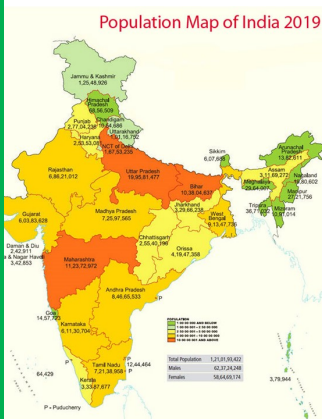 Population Map of India 2019
Jammu & Kashmir
1,25,48,926
Himachal
Pradesh
68,56,509
Punjab
2,77,04,236
Chandigarh
10,54,686
Uttarakhand
1,01,16,752
Haryana
2,53,53,081
NCT of Delhi
1,67,53,235
Rajasthan
6,86,21,012
Uttar Pradesh
19,95,81,477
Bihar
10,38,04,637
Sikkim
6,07,688
Arunachal
Pradesh
13,82,611
Assam
3,11,69,272
Nagaland
19,80,602
Meghalaya
29,64,007
Manipur
27,21,756
Tripura
36,71,032
Mizoram
10,91,014
Gujarat
6,03,83,628
Madhya Pradesh
7,25,97,565
Jharkhand
3,29,66,238
West
Bengal
9,13,47,736
Chhattisgarh
2,55,40,196
Orissa
4,19,47,358
Daman & Diu
2,42,911
& Nagar Haveli
3,42,853
Maharashtra
11,23,72,972
Andhra Pradesh
8,46,65,533
Goa
14,57,723
Karnataka
6,11,30,704
P
P
P
P
12,44,464
Tamil Nadu
7,21,38,958
Kerala
3,33,87,677
64,429
3,79,944
P = Puducherry
POPULATION
Total Population 1,21,01,93,422
Males 62,37,24,248
Females 58,64,69,174